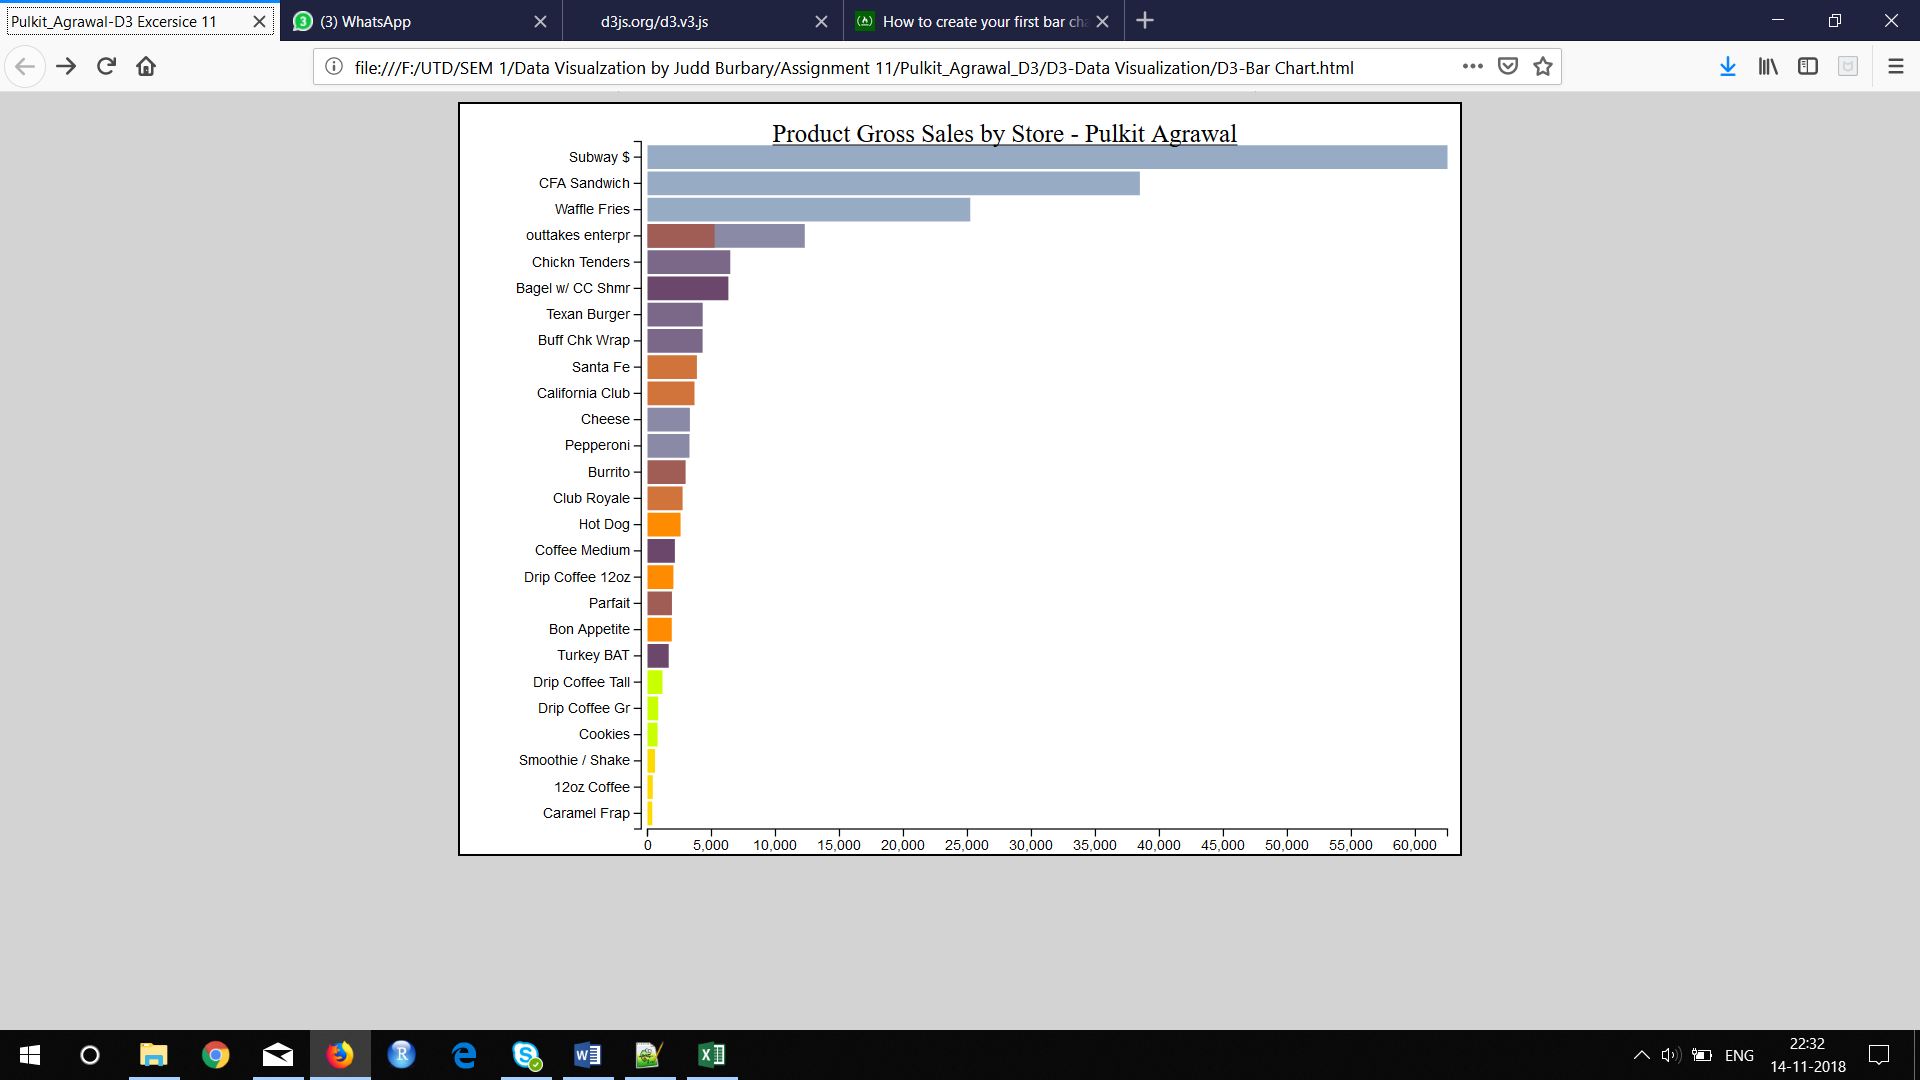 Pulkit_Agrawal-D3 Excersice 11
(3) WhatsApp
d3js.org/d3.v3.js
How to create your first bar cha
file:///F:/UTD/SEM 1/Data Visualzation by Judd Burbary/Assignment 11/Pulkit_Agrawal_D3/D3-Data Visualization/D3-Bar Chart.html
Product Gross Sales by Store - Pulkit Agrawal
Subway $
CFA Sandwich
Waffle Fries
outtakes enterpr
Chickn Tenders
Bagel w/ CC Shmr
Texan Burger
Buff Chk Wrap
Santa Fe
California Club
Cheese
Pepperoni
Burrito
Club Royale
Hot Dog
Coffee Medium
Drip Coffee 12oz
Parfait
Bon Appetite
Turkey BAT
Drip Coffee Tall
Drip Coffee Gr
Cookies
Smoothie / Shake
12oz Coffee
Caramel Frap
0 5,000 10,000 15,000 20,000 25,000 30,000 35,000 40,000 45,000 50,000 55,000 60,000
ENG
22:32
14-11-2018